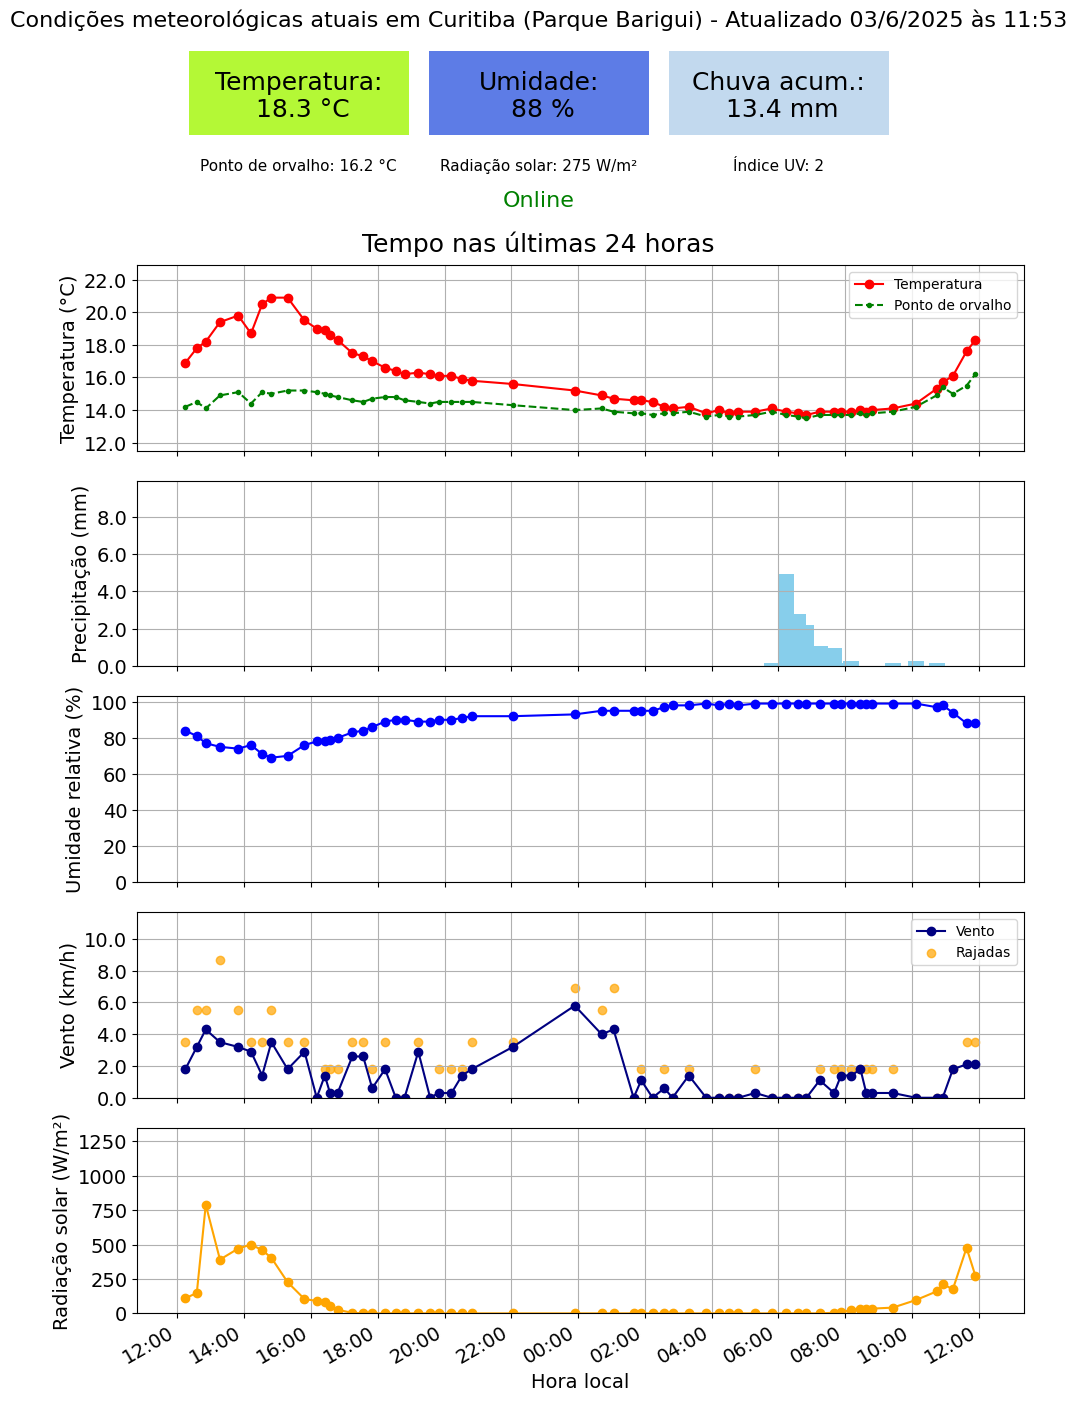 Condições meteorológicas atuais em Curitiba (Parque Barigui) - Atualizado 03/6/2025 às 11:53
Temperatura:
18.3 °C
Umidade:
88 %
Chuva acum.:
13.4 mm
Ponto de orvalho: 16.2 °C
Radiação solar: 275 W/m²
Índice UV: 2
Online
Tempo nas últimas 24 horas
Temperatura (°C)
22.0
20.0
18.0
16.0
14.0
12.0
Temperatura
Ponto de orvalho
Precipitação (mm)
8.0
6.0
4.0
2.0
0.0
Umidade relativa (%)
100
80
60
40
20
0
Vento (km/h)
10.0
8.0
6.0
4.0
2.0
0.0
Vento
Rajadas
Radiação solar (W/m²)
1250
1000
750
500
250
0
12:00
14:00
16:00
18:00
20:00
22:00
00:00
02:00
04:00
06:00
08:00
10:00
12:00
Hora local